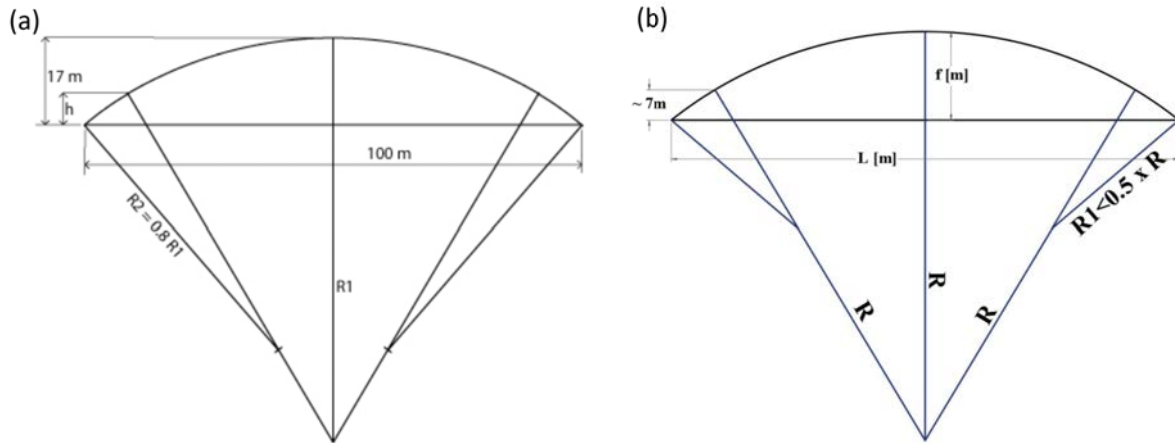 (a)
17 m
h
100 m
R2 = 0.8 R1
R1
(b)
f [m]
~ 7m
L [m]
R1<0.5 x R
R
R
R